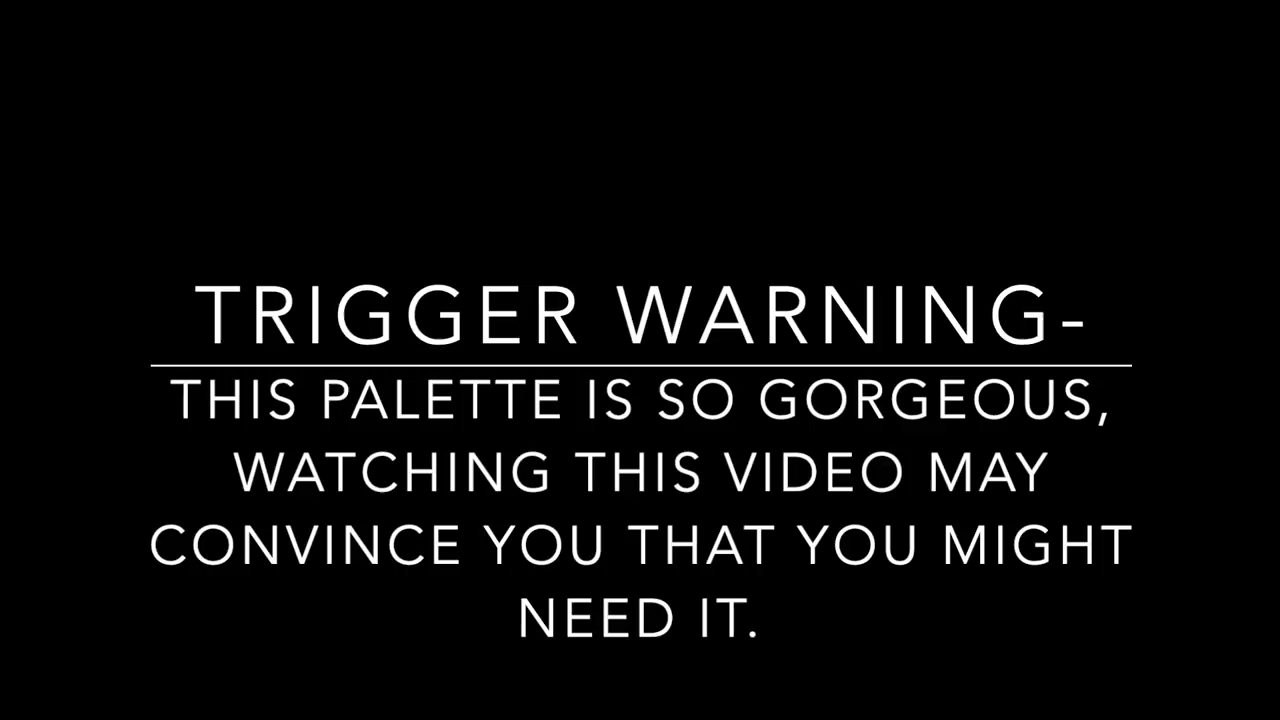 TRIGGER WARNING-
THIS PALETTE IS SO GORGEOUS,
WATCHING THIS VIDEO MAY
CONVINCE YOU THAT YOU MIGHT
NEED IT.